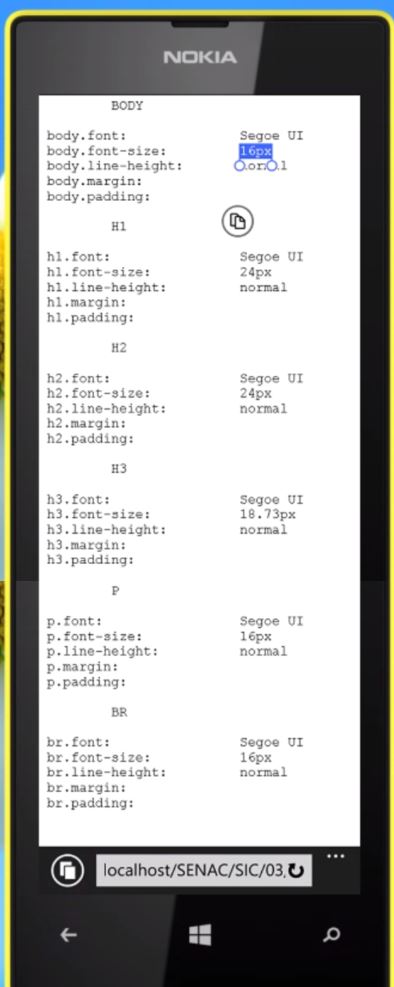 NOKIA
BODY
body.font: Segoe UI
body.font-size: 16px
body.line-height: normal
body.margin:
body.padding:
H1
h1.font: Segoe UI
h1.font-size: 24px
h1.line-height: normal
h1.margin:
h1.padding:
H2
h2.font: Segoe UI
h2.font-size: 24px
h2.line-height: normal
h2.margin:
h2.padding:
H3
h3.font: Segoe UI
h3.font-size: 18.73px
h3.line-height: normal
h3.margin:
h3.padding:
P
p.font: Segoe UI
p.font-size: 16px
p.line-height: normal
p.margin:
p.padding:
BR
br.font: Segoe UI
br.font-size: 16px
br.line-height: normal
br.margin:
br.padding:
localhost/SENAC/SIC/03.